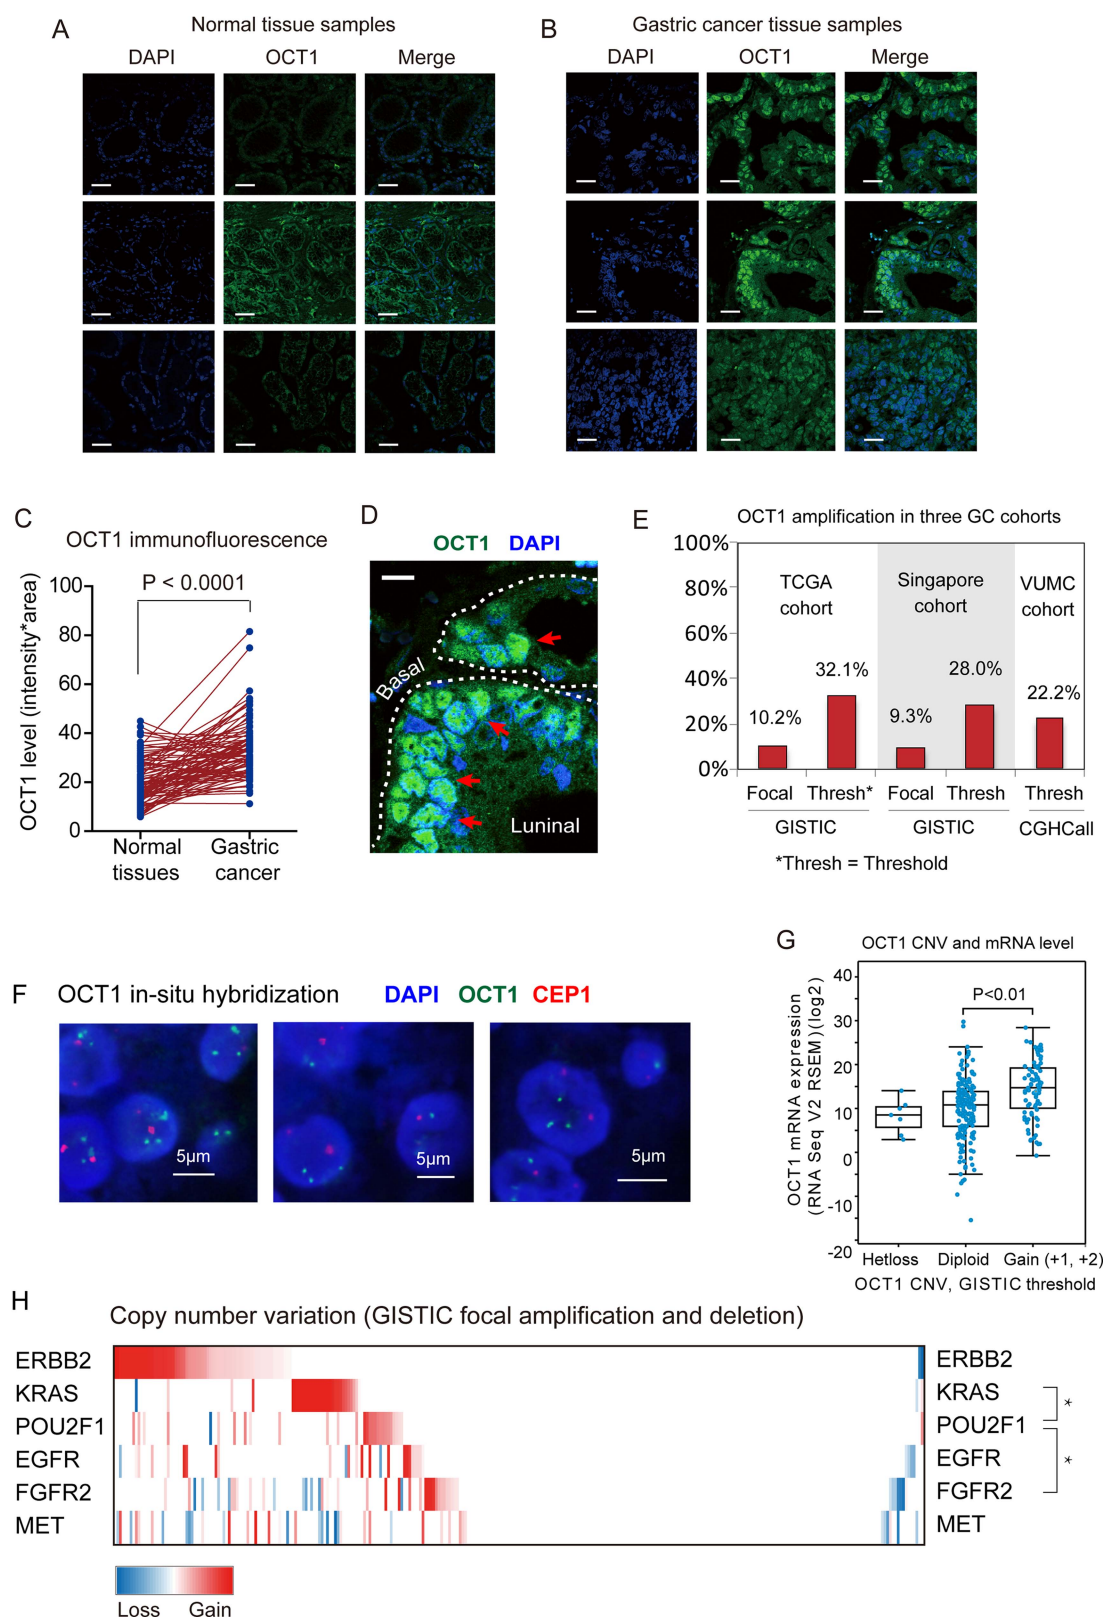 A
Normal tissue samples
DAPI
OCT1
Merge
B
Gastric cancer tissue samples
DAPI
OCT1
Merge
C
OCT1 immunofluorescence
P < 0.0001
OCT1 level (intensity*area)
100
80
60
40
20
0
Normal
tissues
Gastric
cancer
D
OCT1 DAPI
Basal
Luninal
E
OCT1 amplification in three GC cohorts
100%
80%
60%
40%
20%
0%
TCGA
cohort
Singapore
cohort
VUMC
cohort
10.2%
32.1%
9.3%
28.0%
22.2%
Focal
Thresh*
Focal
Thresh
Thresh
GISTIC
GISTIC
CGHCall
*Thresh = Threshold
F
OCT1 in-situ hybridization
DAPI OCT1 CEP1
5µm
5µm
5µm
G
OCT1 CNV and mRNA level
P<0.01
OCT1 mRNA expression
(RNA Seq V2 RSEM)(log2)
40
30
20
10
0
-10
-20
Hetloss
Diploid
Gain (+1, +2)
OCT1 CNV, GISTIC threshold
H
Copy number variation (GISTIC focal amplification and deletion)
ERBB2
KRAS
POU2F1
EGFR
FGFR2
MET
ERBB2
KRAS
POU2F1
EGFR
FGFR2
MET
*
*
Loss
Gain